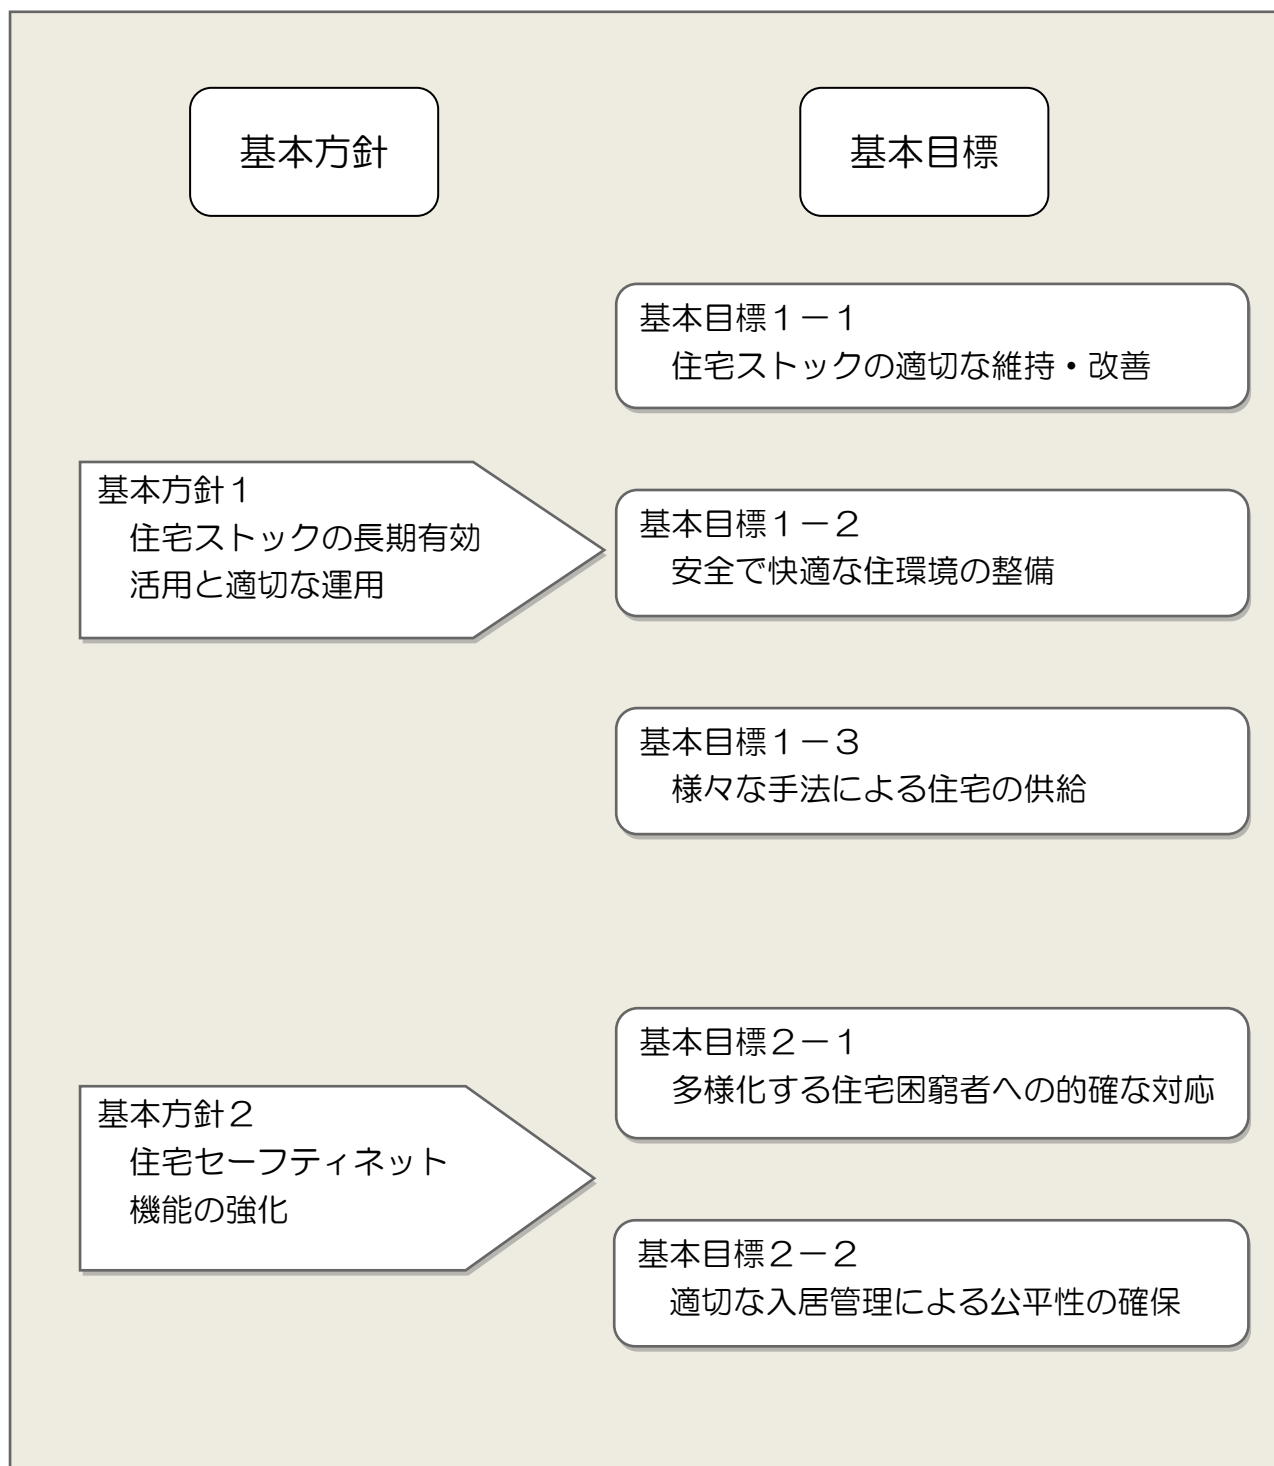 基本方針
基本目標
基本方針１
住宅ストックの長期有効
活用と適切な運用
基本目標１－１
住宅ストックの適切な維持・改善
基本目標１－２
安全で快適な住環境の整備
基本目標１－３
様々な手法による住宅の供給
基本方針２
住宅セーフティネット
機能の強化
基本目標２－１
多様化する住宅困窮者への的確な対応
基本目標２－２
適切な入居管理による公平性の確保